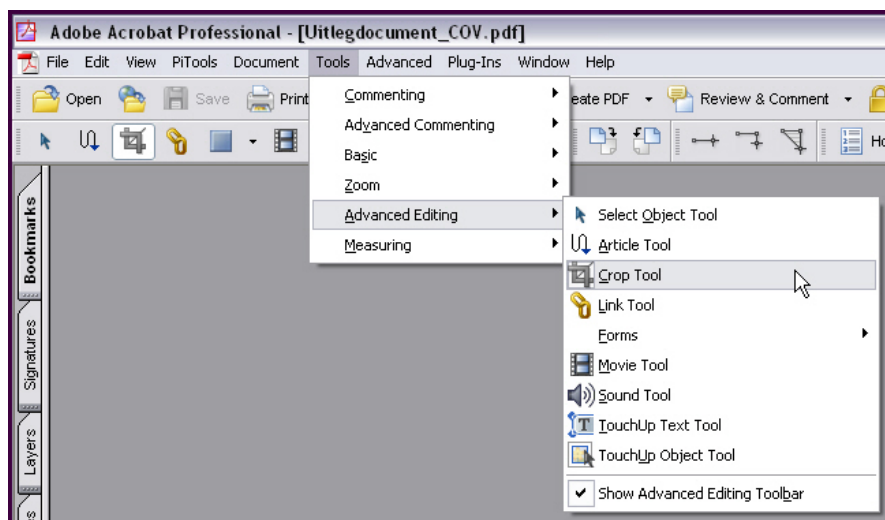 Adobe Acrobat Professional - [Uitlegdocument_COV.pdf]
File Edit View PiTools Document Tools Advanced Plug-Ins Window Help
Open Save Print eate PDF Review & Comment
Ho
Commenting
Advanced Commenting
Basic
Zoom
Advanced Editing
Measuring
Select Object Tool
Article Tool
Crop Tool
Link Tool
Forms
Movie Tool
Sound Tool
TouchUp Text Tool
TouchUp Object Tool
Show Advanced Editing Toolbar
Bookmarks
Signatures
Layers